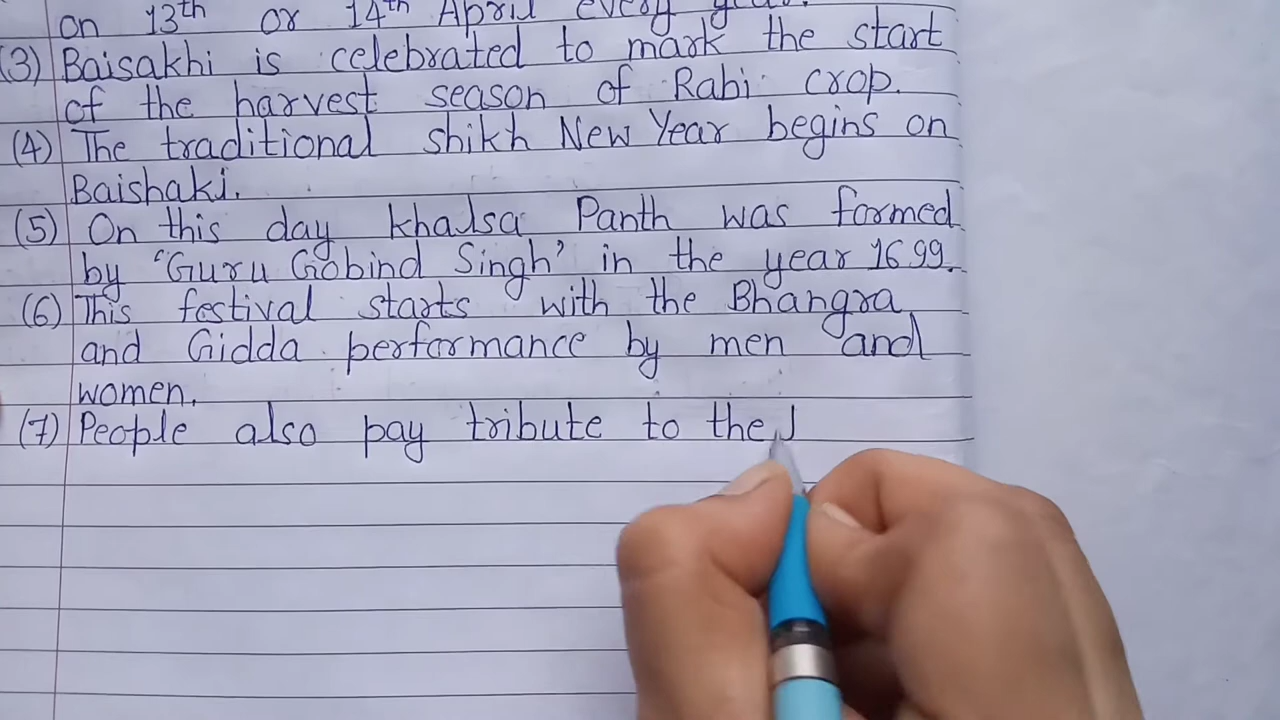 on 13th or 14th April every year.
(3) Baisakhi is celebrated to mark the start
of the harvest season of Rabi crop.
(4) The traditional shikh New Year begins on
Baishaki.
(5) On this day khalsa Panth was formed
by 'Guru Gobind Singh' in the year 1699.
(6) This festival starts with the Bhangra
and Gidda performance by men and
women.
(7) People also pay tribute to the J